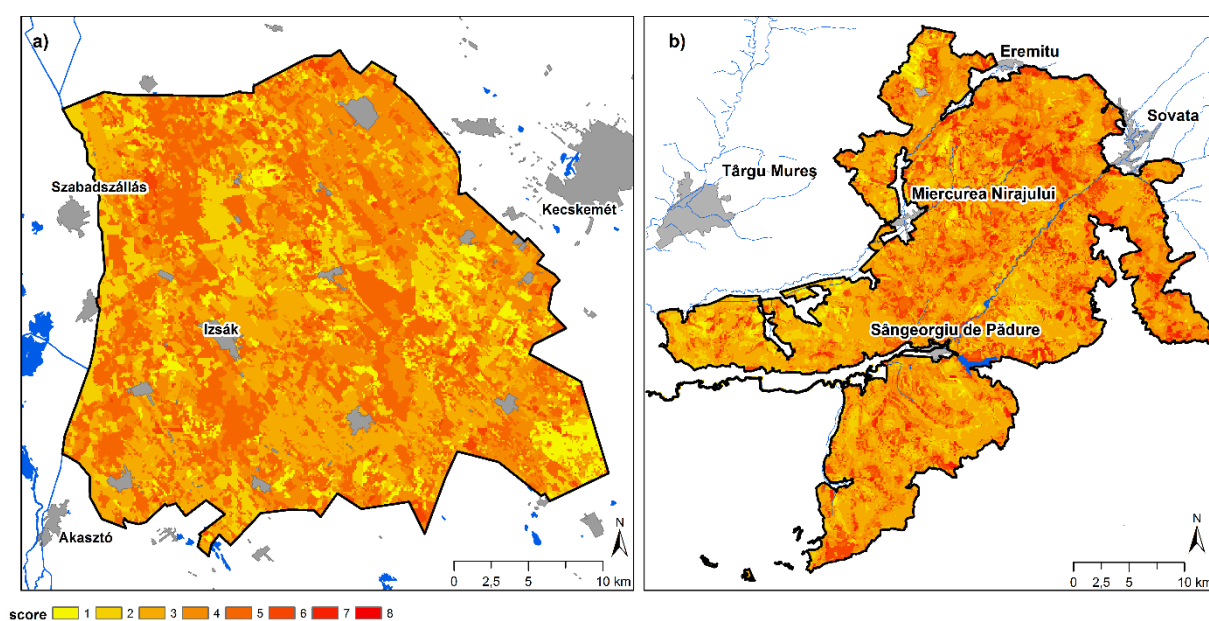 a)
Szabadszállás
Kecskemét
Izsák
Akasztó
N
0 2,5 5 10 km
b)
Eremitu
Sovata
Târgu Mureş
Miercurea Nirajului
Sângeorgiu de Pădure
N
0 2,5 5 10 km
score 1 2 3 4 5 6 7 8